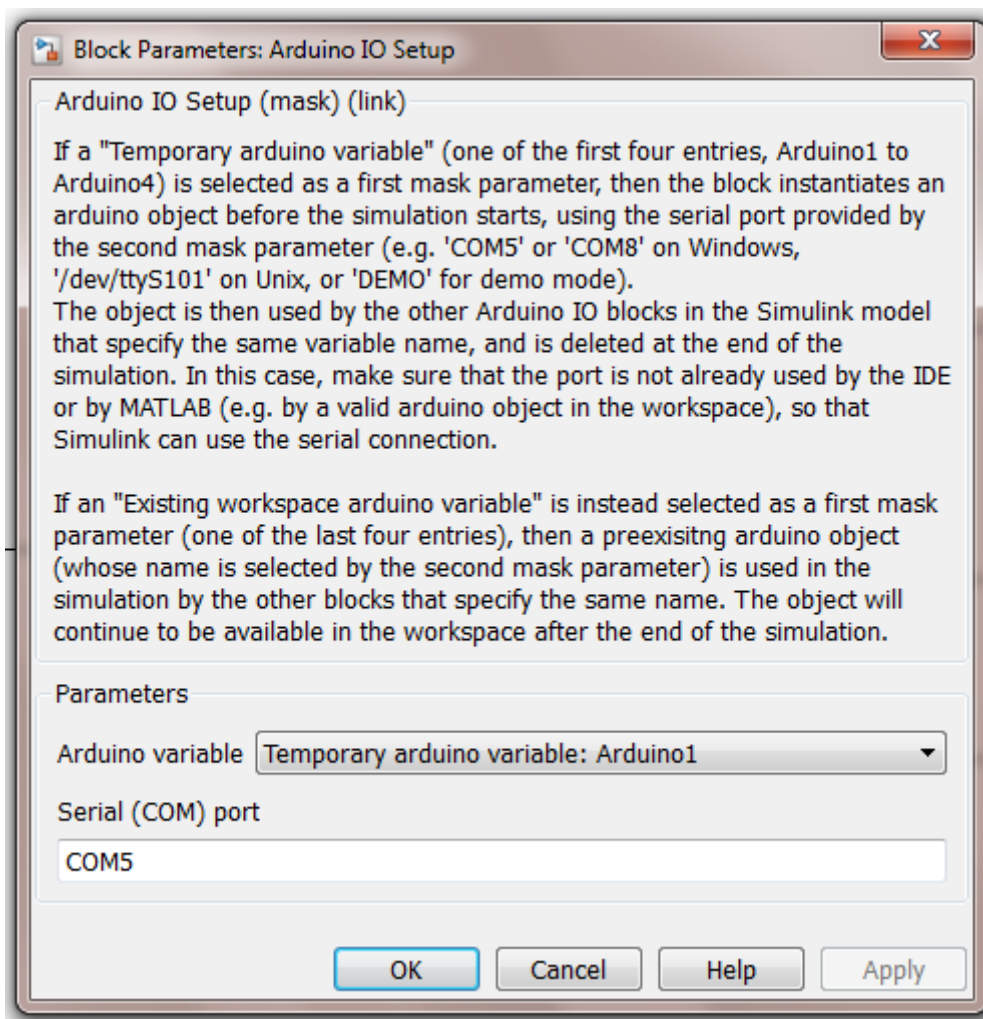 Block Parameters: Arduino IO Setup
Arduino IO Setup (mask) (link)
If a "Temporary arduino variable" (one of the first four entries, Arduino1 to
Arduino4) is selected as a first mask parameter, then the block instantiates an
arduino object before the simulation starts, using the serial port provided by
the second mask parameter (e.g. 'COM5' or 'COM8' on Windows,
'/dev/ttyS101' on Unix, or 'DEMO' for demo mode).
The object is then used by the other Arduino IO blocks in the Simulink model
that specify the same variable name, and is deleted at the end of the
simulation. In this case, make sure that the port is not already used by the IDE
or by MATLAB (e.g. by a valid arduino object in the workspace), so that
Simulink can use the serial connection.
If an "Existing workspace arduino variable" is instead selected as a first mask
parameter (one of the last four entries), then a preexisitng arduino object
(whose name is selected by the second mask parameter) is used in the
simulation by the other blocks that specify the same name. The object will
continue to be available in the workspace after the end of the simulation.
Parameters
Arduino variable Temporary arduino variable: Arduino1
Serial (COM) port
COM5
OK Cancel Help Apply